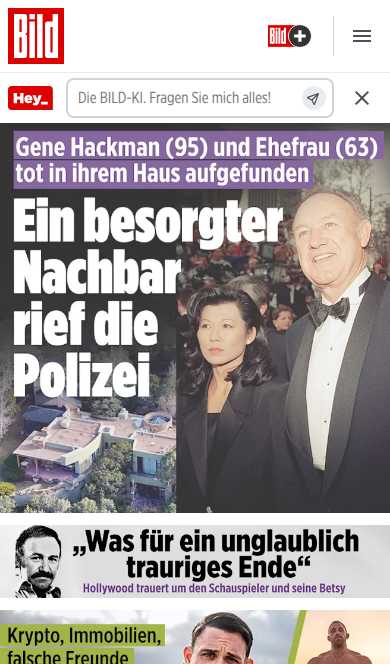 Bild
Bild +
Hey_
Die BILD-KI. Fragen Sie mich alles!
Gene Hackman (95) und Ehefrau (63)
tot in ihrem Haus aufgefunden
Ein besorgter
Nachbar
rief die
Polizei
„Was für ein unglaublich
trauriges Ende“
Hollywood trauert um den Schauspieler und seine Betsy
Krypto, Immobilien,
falsche Freunde